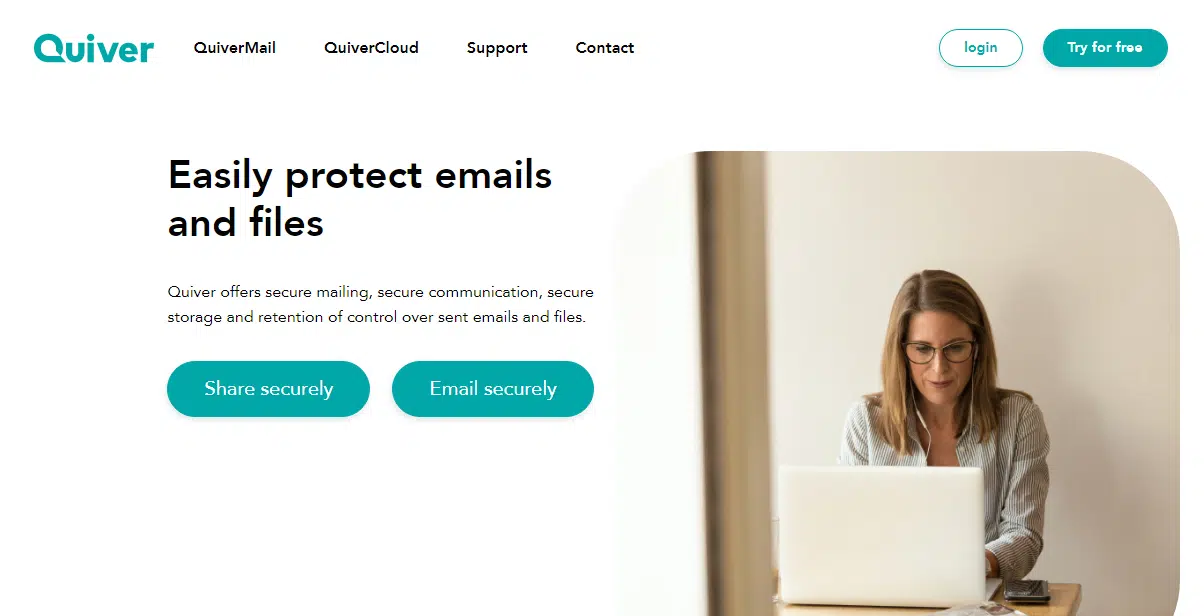 Quiver
QuiverMail
QuiverCloud
Support
Contact
login
Try for free
Easily protect emails
and files
Quiver offers secure mailing, secure communication, secure
storage and retention of control over sent emails and files.
Share securely
Email securely